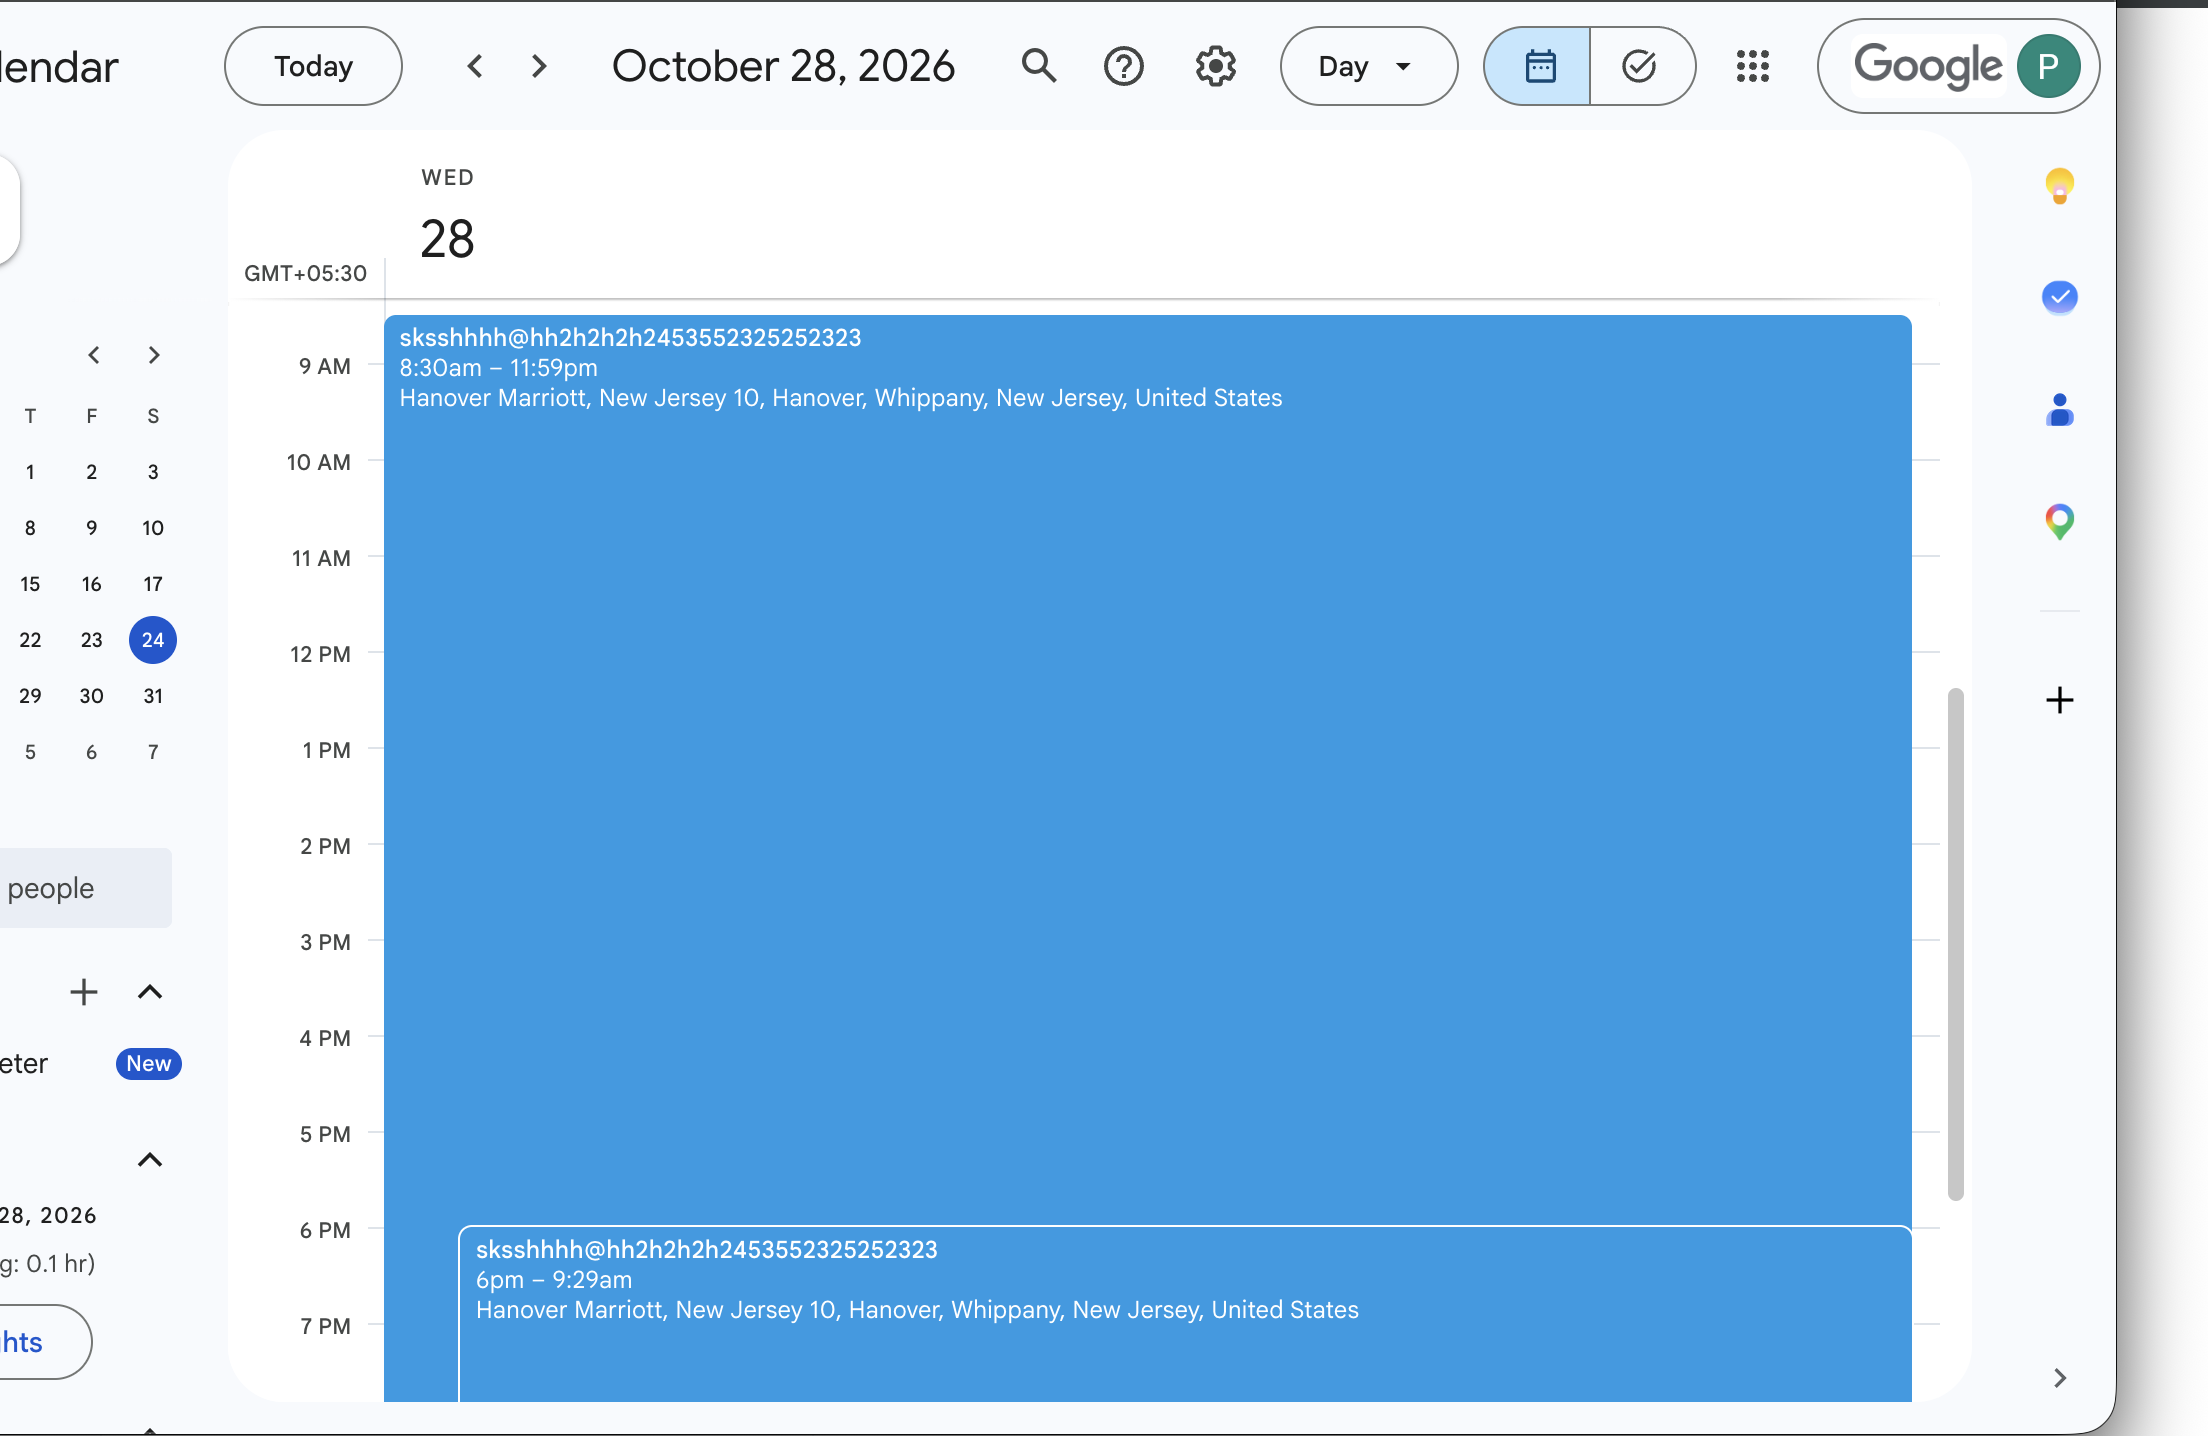 lendar
Today
October 28, 2026
Day
Google
P
WED
28
GMT+05:30
sksshhhh@hh2h2h2h2453552325252323
8:30am – 11:59pm
Hanover Marriott, New Jersey 10, Hanover, Whippany, New Jersey, United States
9 AM
10 AM
11 AM
12 PM
1 PM
2 PM
3 PM
4 PM
5 PM
6 PM
7 PM
sksshhhh@hh2h2h2h2453552325252323
6pm – 9:29am
Hanover Marriott, New Jersey 10, Hanover, Whippany, New Jersey, United States
T F S
1 2 3
8 9 10
15 16 17
22 23 24
29 30 31
5 6 7
people
eter
New
28, 2026
g: 0.1 hr)
hts